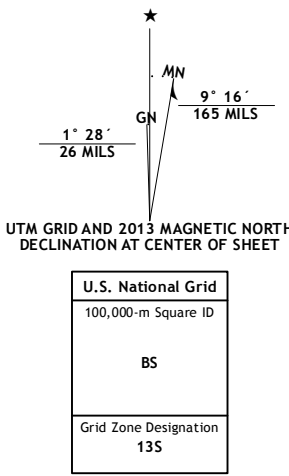 ★
MN
GN
9° 16´
165 MILS
1° 28´
26 MILS
UTM GRID AND 2013 MAGNETIC NORTH
DECLINATION AT CENTER OF SHEET
U.S. National Grid
100,000-m Square ID
BS
Grid Zone Designation
13S